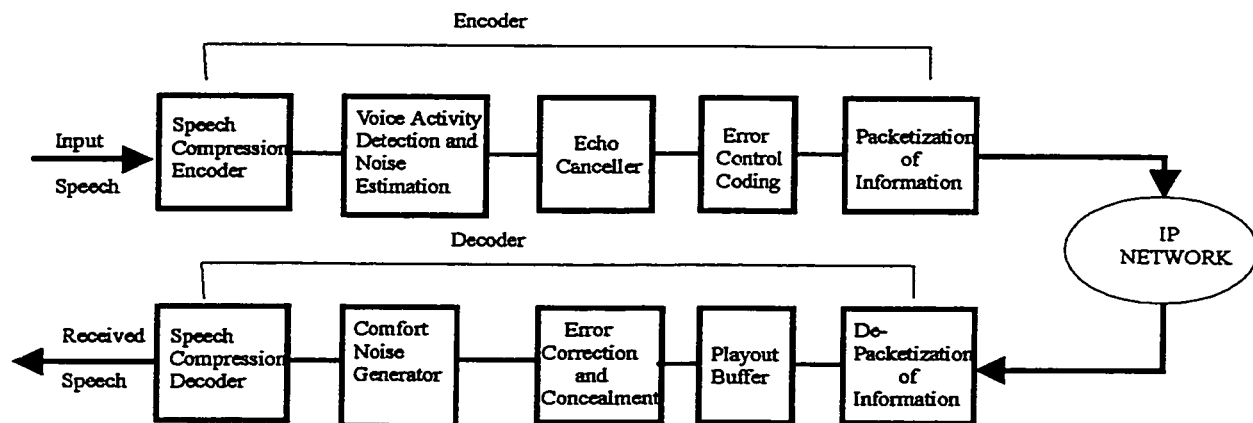 Encoder
Input
Speech
Speech
Compression
Encoder
Voice Activity
Detection and
Noise
Estimation
Echo
Canceller
Error
Control
Coding
Packetization
of
Information
IP
NETWORK
Decoder
Received
Speech
Speech
Compression
Decoder
Comfort
Noise
Generator
Error
Correction
and
Concealment
Playout
Buffer
De-
Packetization
of
Information